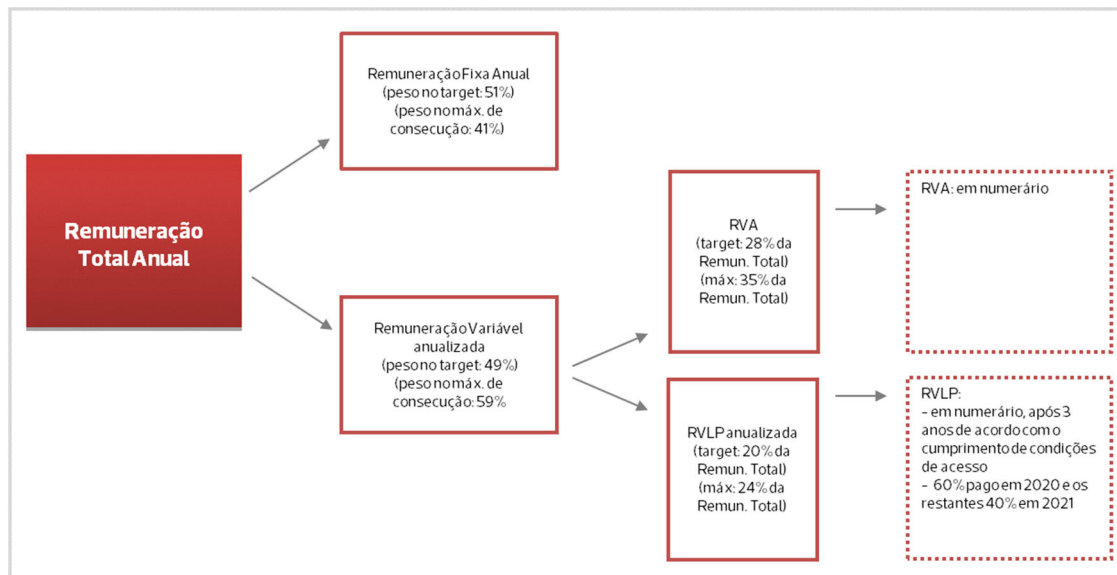 Remuneração
Total Anual
Remuneração Fixa Anual
(peso no target: 51%)
(peso no máx. de
consecução: 41%)
Remuneração Variável
anualizada
(peso no target: 49%)
(peso no máx. de
consecução: 59%
RVA
(target: 28% da
Remun. Total)
(máx: 35% da
Remun. Total)
RVA: em numerário
RVLP anualizada
(target: 20% da
Remun. Total)
(máx: 24% da
Remun. Total)
RVLP:
- em numerário, após 3
anos de acordo com o
cumprimento de condições
de acesso
- 60% pago em 2020 e os
restantes 40% em 2021